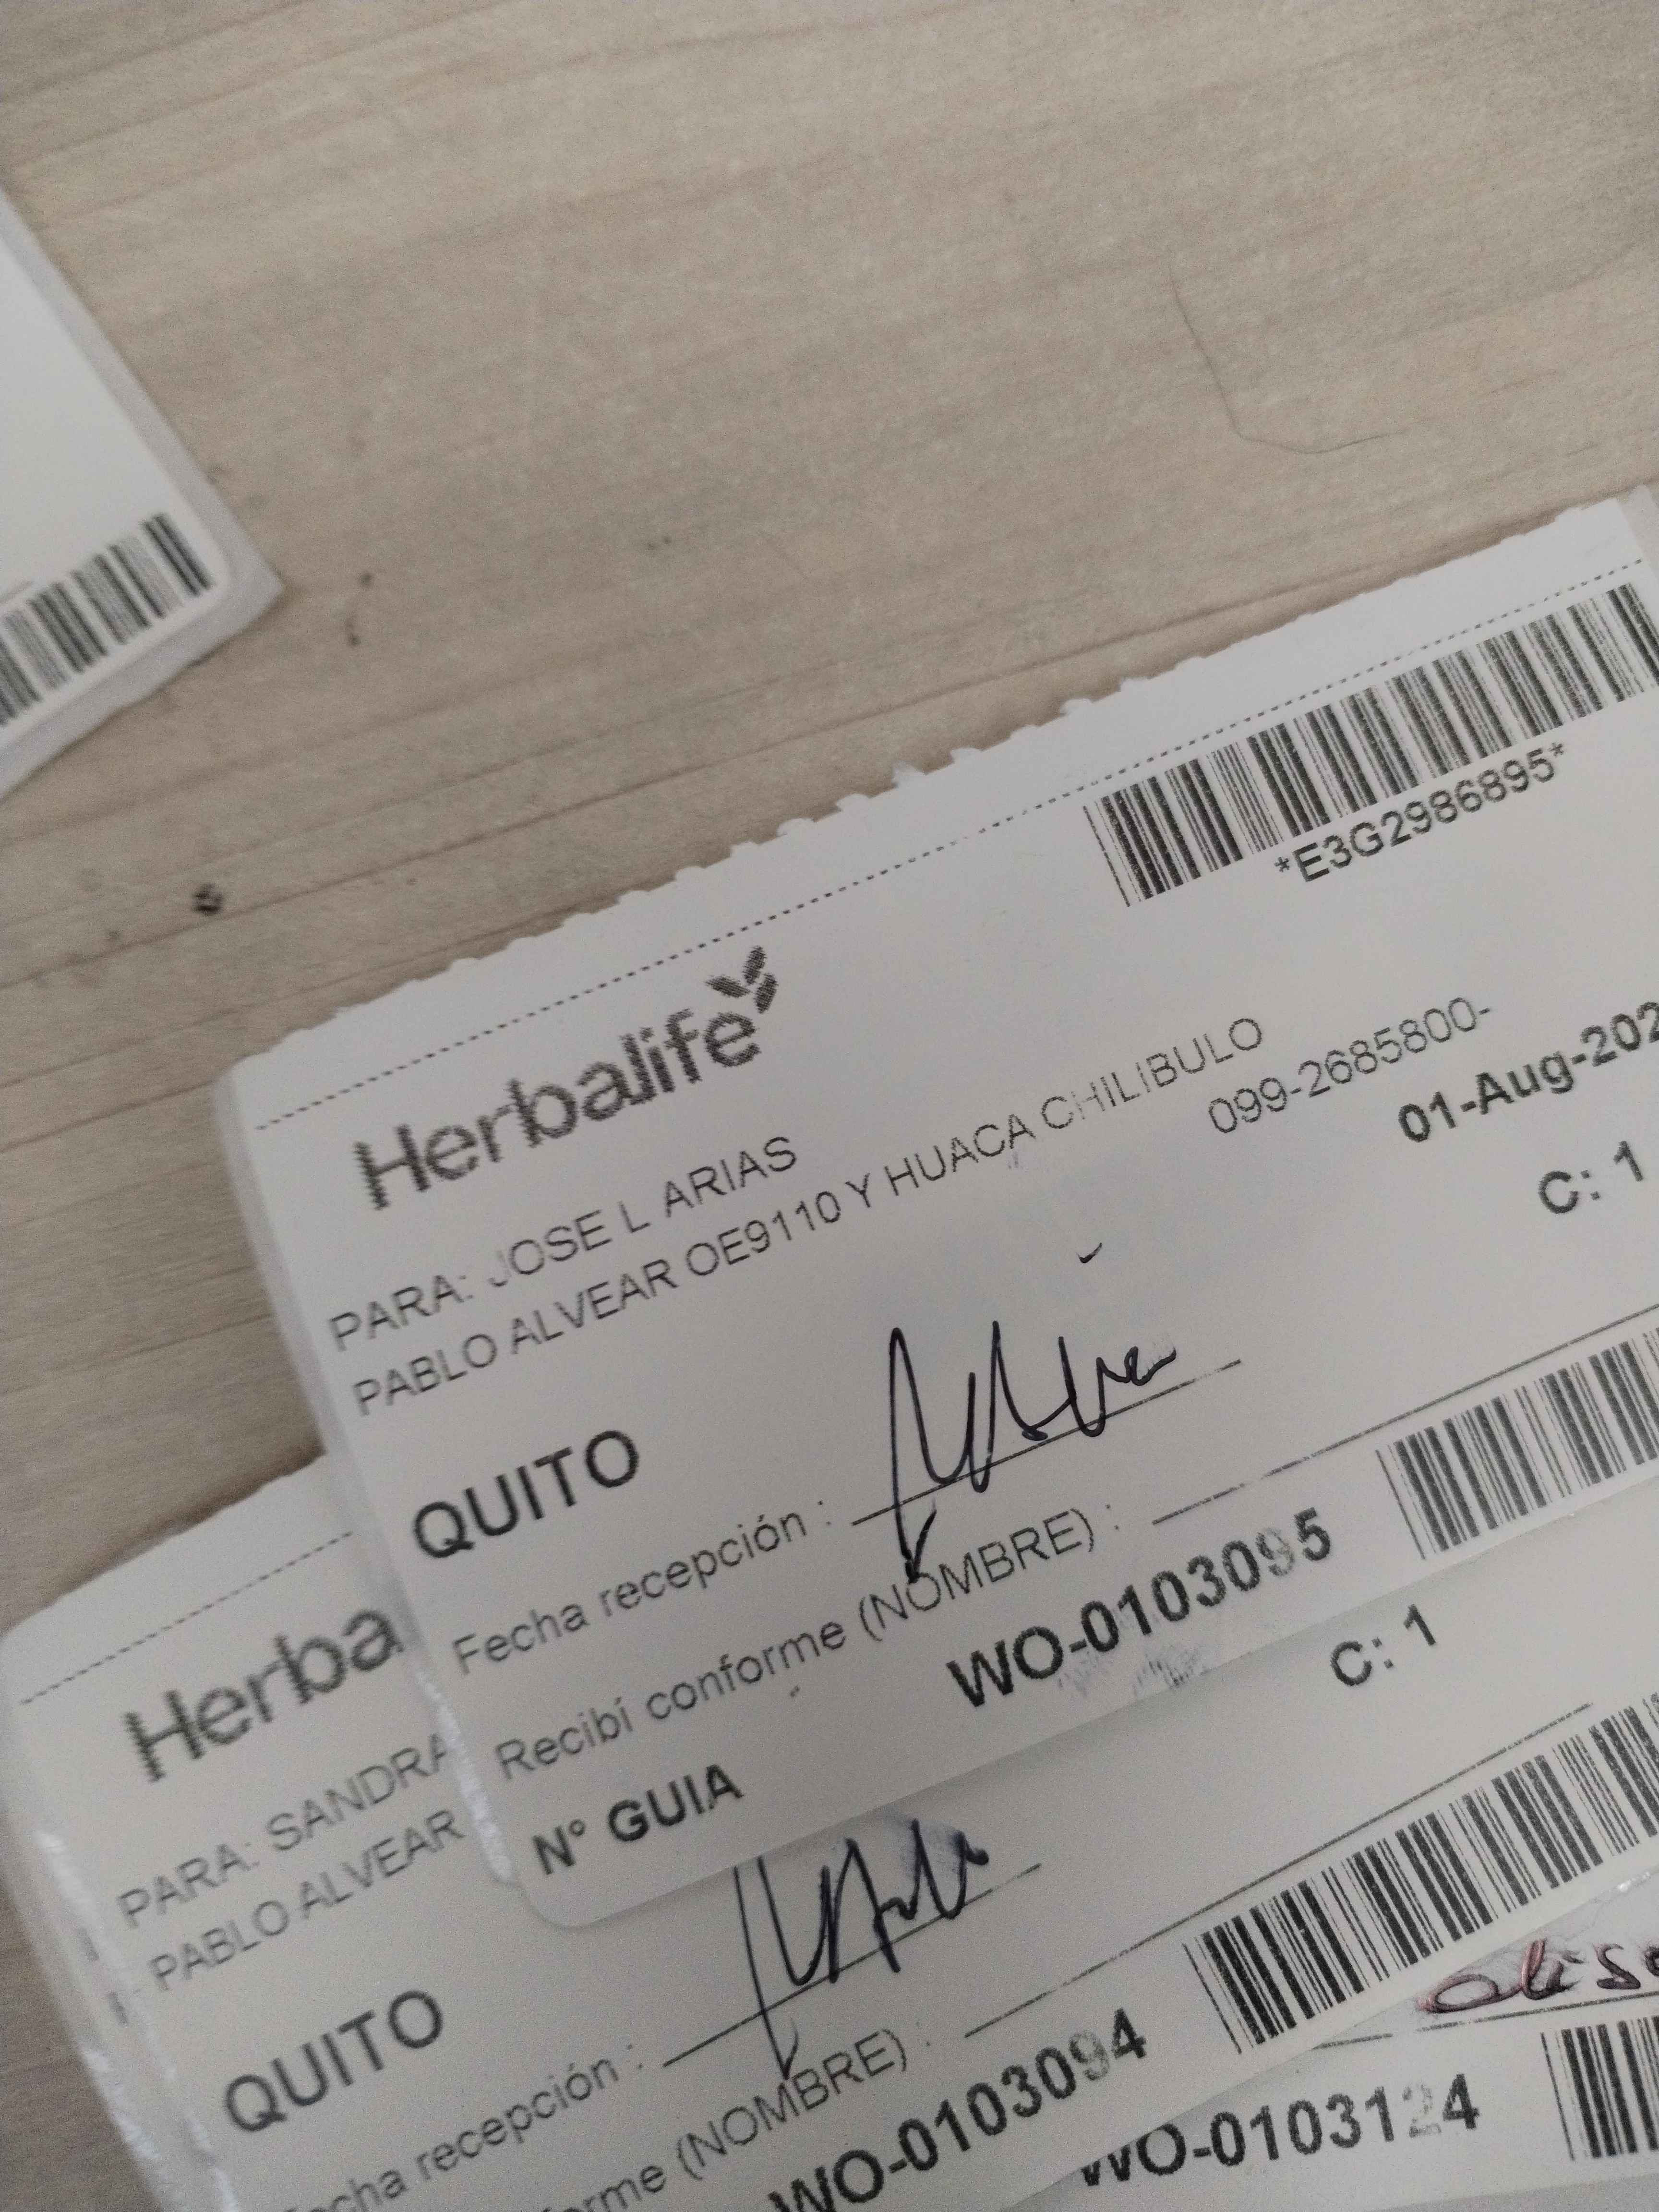 *E3G2986895*
Herbalife
PARA: JOSE L ARIAS
PABLO ALVEAR OE9110 Y HUACA CHILIBULO
099-2685800-
01-Aug-202
C: 1
QUITO
Fecha recepción :
Recibí conforme (NOMBRE) :
N° GUIA WO-0103095
Herba
PARA: SANDRA
PABLO ALVEAR
C: 1
QUITO
echa recepción :
orme (NOMBRE) :
WO-0103094
WO-0103124